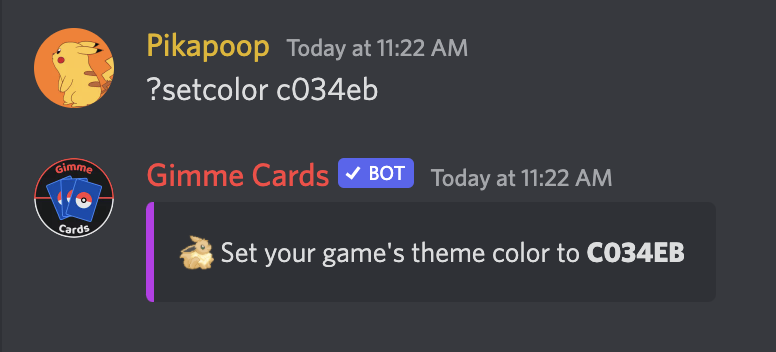 Pikapoop Today at 11:22 AM
?setcolor c034eb
Gimme Cards BOT Today at 11:22 AM
Gimme
Cards
Set your game's theme color to C034EB